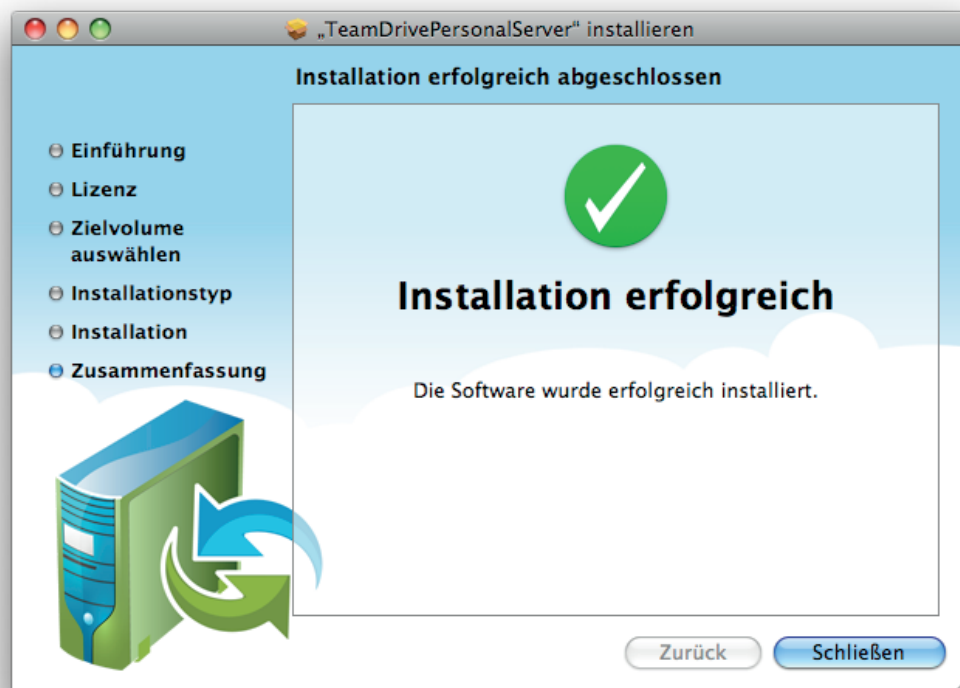 „TeamDrivePersonalServer“ installieren
Installation erfolgreich abgeschlossen
Einführung
Lizenz
Zielvolume
auswählen
Installationstyp
Installation
Zusammenfassung
Installation erfolgreich
Die Software wurde erfolgreich installiert.
Zurück
Schließen